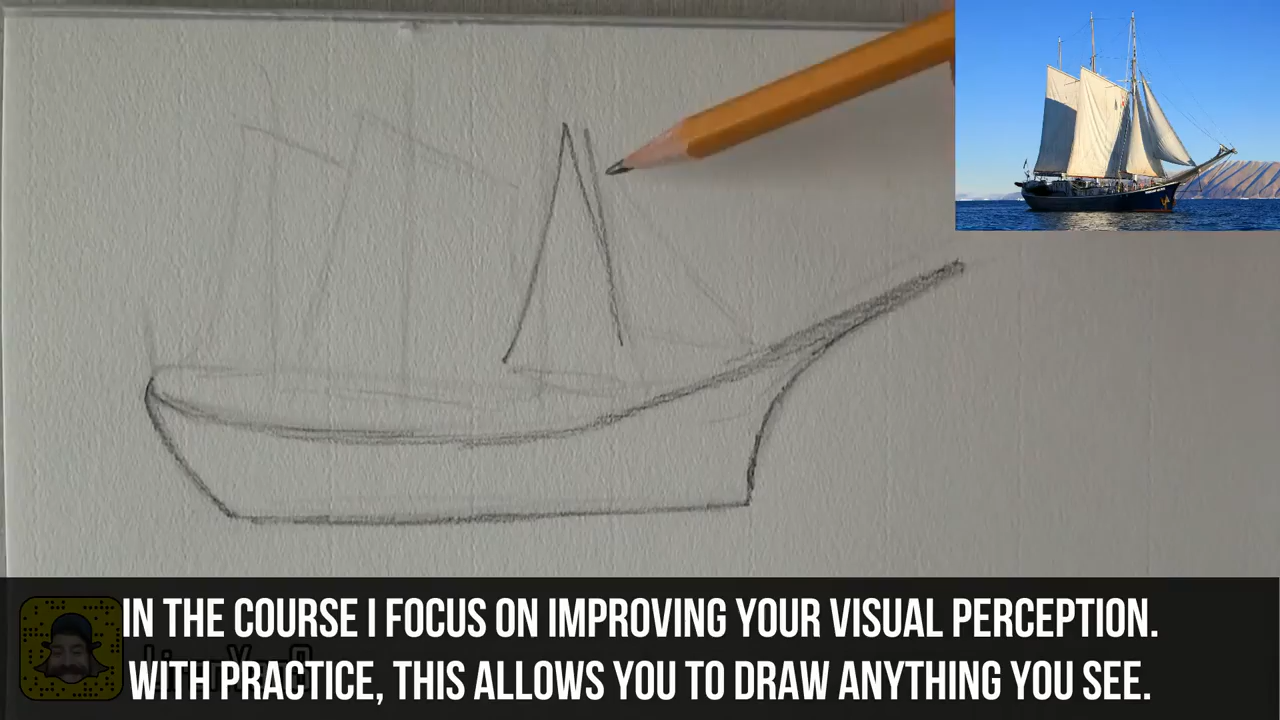 IN THE COURSE I FOCUS ON IMPROVING YOUR VISUAL PERCEPTION.
WITH PRACTICE, THIS ALLOWS YOU TO DRAW ANYTHING YOU SEE.